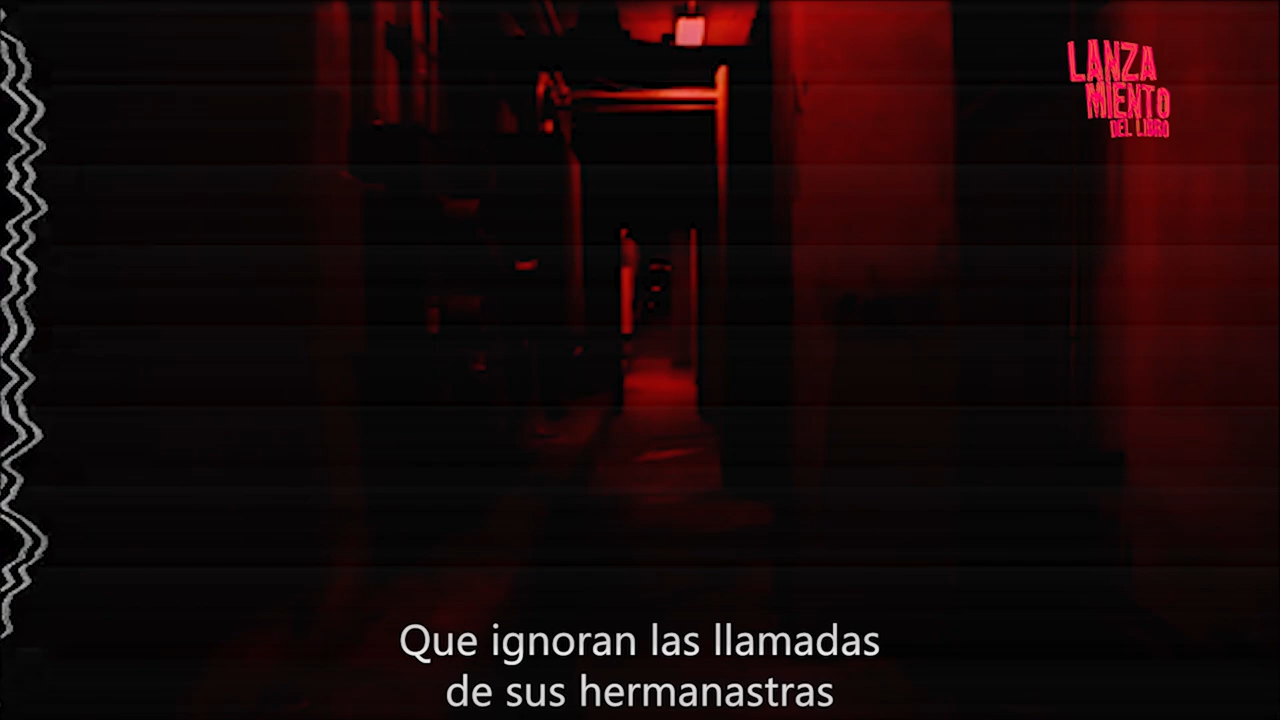 LANZA
MIENTO
DEL LIBRO
Que ignoran las llamadas
de sus hermanastras